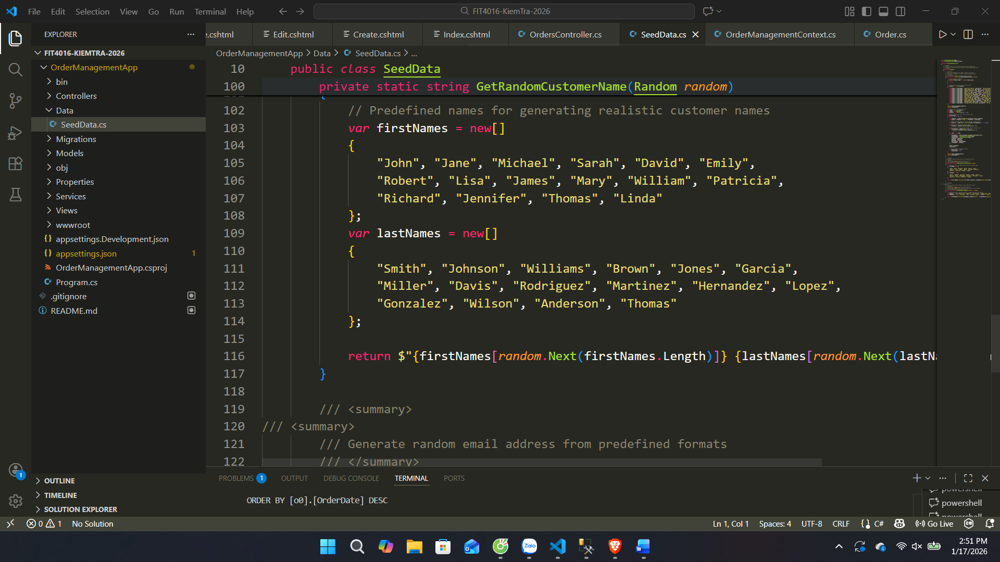 File Edit Selection View Go Run Terminal Help
FIT4016-KiemTra-2026
EXPLORER
e.cshtml
Edit.cshtml
Create.cshtml
Index.cshtml
OrdersController.cs
SeedData.cs
OrderManagementContext.cs
Order.cs
FIT4016-KIEMTRA-2026
OrderManagementApp
bin
Controllers
Data
SeedData.cs
Migrations
Models
obj
Properties
Services
Views
wwwroot
appsettings.Development.json
appsettings.json 1
OrderManagementApp.csproj
Program.cs
.gitignore
README.md
OUTLINE
TIMELINE
SOLUTION EXPLORER
OrderManagementApp > Data > SeedData.cs > ...
10 public class SeedData
100 private static string GetRandomCustomerName(Random random)
{
102 // Predefined names for generating realistic customer names
103 var firstNames = new[]
104 {
105 "John", "Jane", "Michael", "Sarah", "David", "Emily",
106 "Robert", "Lisa", "James", "Mary", "William", "Patricia",
107 "Richard", "Jennifer", "Thomas", "Linda"
108 };
109 var lastNames = new[]
110 {
111 "Smith", "Johnson", "Williams", "Brown", "Jones", "Garcia",
112 "Miller", "Davis", "Rodriguez", "Martinez", "Hernandez", "Lopez",
113 "Gonzalez", "Wilson", "Anderson", "Thomas"
114 };
115
116 return $"{firstNames[random.Next(firstNames.Length)]} {lastNames[random.Next(lastNa
117 }
118
119 /// <summary>
120 /// <summary>
121 /// Generate random email address from predefined formats
122 /// </summary>
PROBLEMS 1 OUTPUT DEBUG CONSOLE TERMINAL PORTS
ORDER BY [o0].[OrderDate] DESC
powershell
powershell
powershell
1
0 1 No Solution
Ln 1, Col 1 Spaces: 4 UTF-8 CRLF C# Go Live
Zalo
2:51 PM
1/17/2026